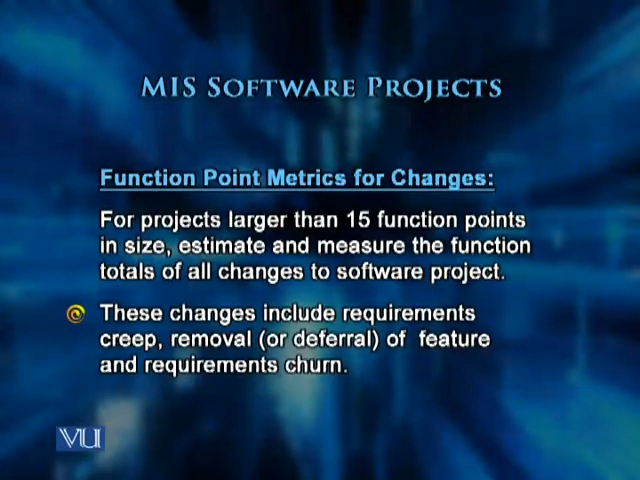 MIS SOFTWARE PROJECTS
Function Point Metrics for Changes:
For projects larger than 15 function points
in size, estimate and measure the function
totals of all changes to software project.
These changes include requirements
creep, removal (or deferral) of feature
and requirements churn.
VU